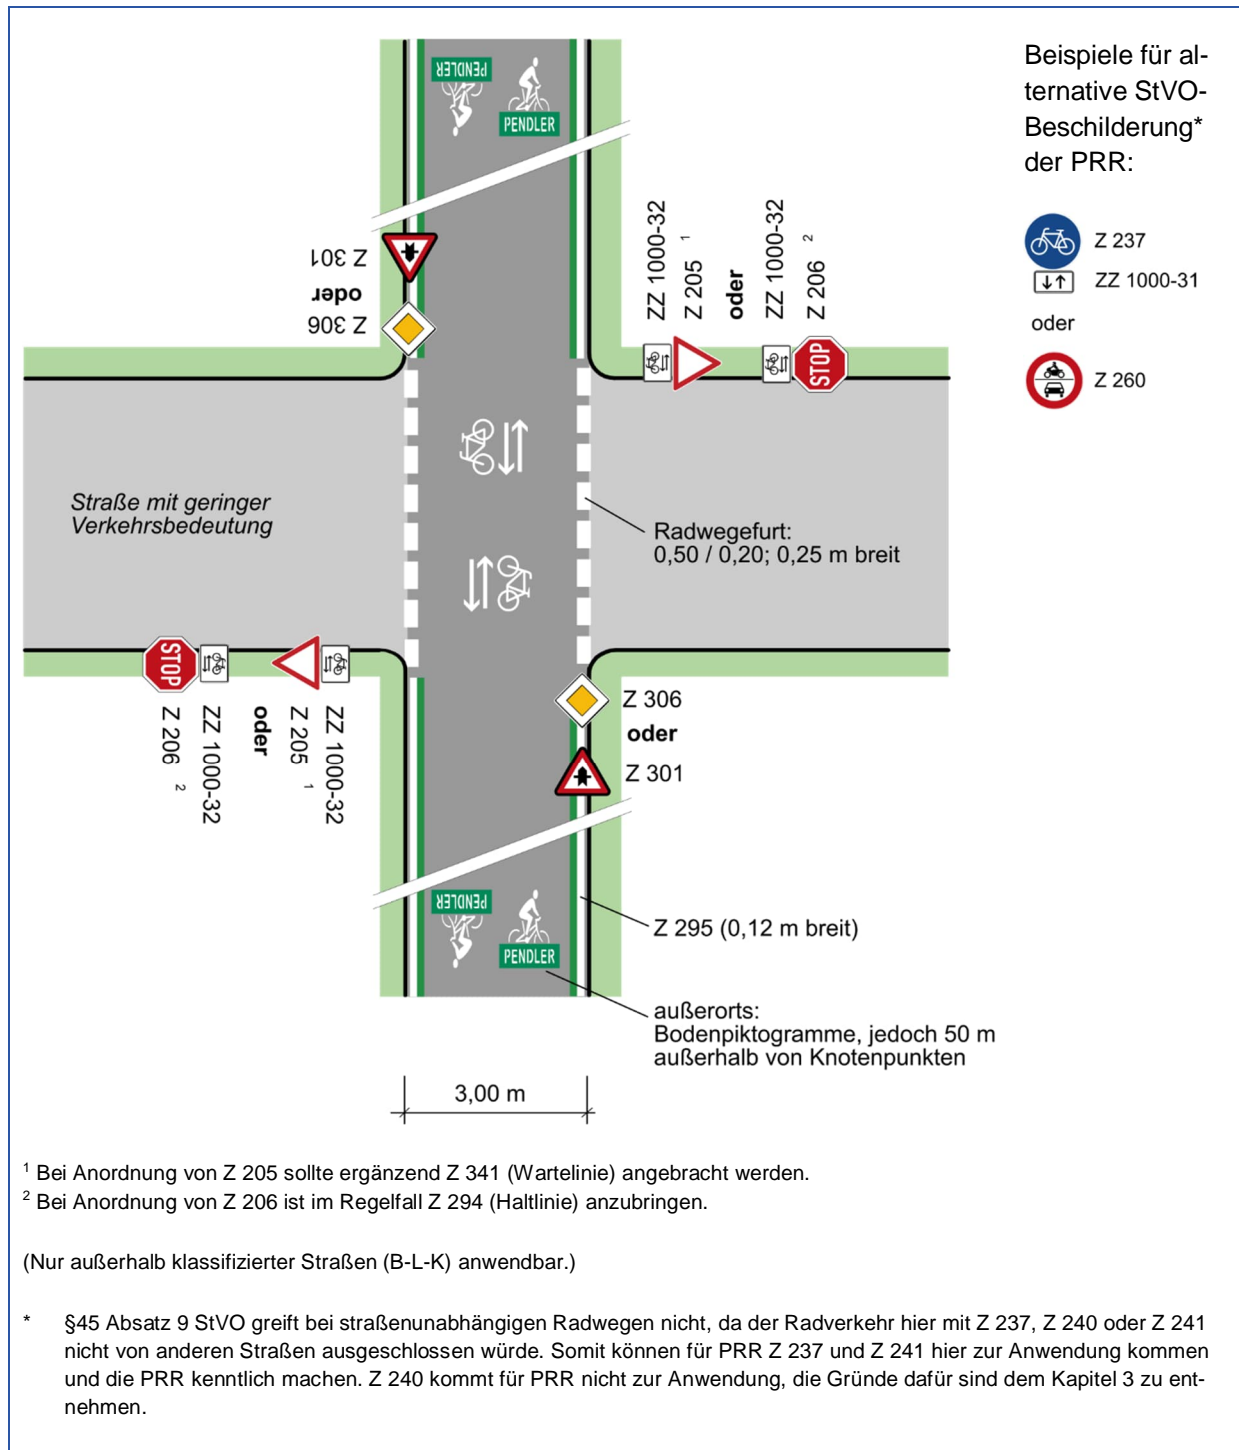 PENDLER
PENDLER
Beispiele für al-
ternative StVO-
Beschilderung*
der PRR:
Z 237
ZZ 1000-31
oder
Z 260
Z 301
oder
Z 306
ZZ 1000-32
Z 205 1
oder
ZZ 1000-32
Z 206 2
STOP
Straße mit geringer
Verkehrsbedeutung
Radwegefurt:
0,50 / 0,20; 0,25 m breit
STOP
Z 206 2
ZZ 1000-32
oder
Z 205 1
ZZ 1000-32
Z 306
oder
Z 301
PENDLER
PENDLER
Z 295 (0,12 m breit)
außerorts:
Bodenpiktogramme, jedoch 50 m
außerhalb von Knotenpunkten
3,00 m
1 Bei Anordnung von Z 205 sollte ergänzend Z 341 (Wartelinie) angebracht werden.
2 Bei Anordnung von Z 206 ist im Regelfall Z 294 (Haltlinie) anzubringen.
(Nur außerhalb klassifizierter Straßen (B-L-K) anwendbar.)
* §45 Absatz 9 StVO greift bei straßenunabhängigen Radwegen nicht, da der Radverkehr hier mit Z 237, Z 240 oder Z 241
nicht von anderen Straßen ausgeschlossen würde. Somit können für PRR Z 237 und Z 241 hier zur Anwendung kommen
und die PRR kenntlich machen. Z 240 kommt für PRR nicht zur Anwendung, die Gründe dafür sind dem Kapitel 3 zu ent-
nehmen.